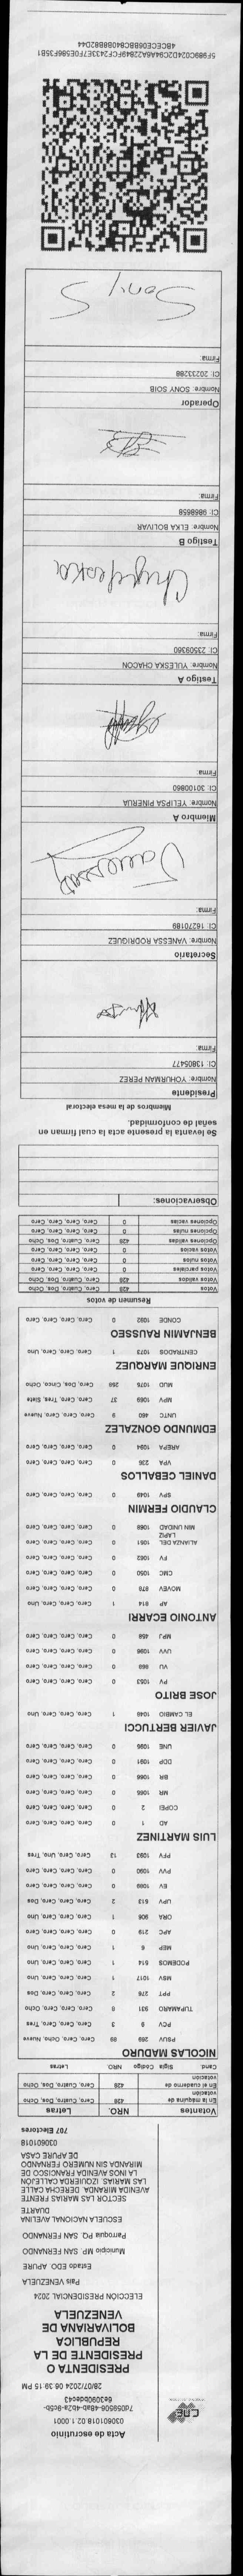 Acta de escrutinio
030601018.02.1.0001
CNE
28/07/2024 08:39:15 PM
PRESIDENTA O
PRESIDENTE DE LA
REPUBLICA
BOLIVARIANA DE
VENEZUELA
ELECCIÓN PRESIDENCIAL 2024
País VENEZUELA
Estado EDO. APURE
Municipio MP. SAN FERNANDO
Parroquia PQ. SAN FERNANDO
ESCUELA NACIONAL AVELINA
DUARTE
SECTOR LAS MARIAS FRENTE
AVENIDA MIRANDA. DERECHA CALLE
LAS MARIAS. IZQUIERDA CALLEJON
LA INOS AVENIDA FRANCISCO DE
MIRANDA SIN NUMERO FERNANDO
DE APURE CASA
030601018
707 Electores
Votantes NRO. Letras
En la máquina de votación 428 Cero, Cuatro, Dos, Ocho
En el cuaderno de votación 428 Cero, Cuatro, Dos, Ocho
Cand. Sigla Código NRO. Letras
NICOLAS MADURO
PSUV 269 89 Cero, Cero, Ocho, Nueve
PCV 9 3 Cero, Cero, Cero, Tres
TUPAMARO 931 8 Cero, Cero, Cero, Ocho
PPT 276 2 Cero, Cero, Cero, Dos
MSV 1017 1 Cero, Cero, Cero, Uno
PODEMOS 514 1 Cero, Cero, Cero, Uno
MEP 6 1 Cero, Cero, Cero, Uno
APC 219 0 Cero, Cero, Cero, Cero
ORA 906 1 Cero, Cero, Cero, Uno
UPV 613 2 Cero, Cero, Cero, Dos
EV 1089 0 Cero, Cero, Cero, Cero
PVV 1090 0 Cero, Cero, Cero, Cero
PFV 1093 13 Cero, Cero, Uno, Tres
LUIS MARTINEZ
AD 1 0 Cero, Cero, Cero, Cero
COPEI 2 0 Cero, Cero, Cero, Cero
MR 1065 0 Cero, Cero, Cero, Cero
BR 1066 0 Cero, Cero, Cero, Cero
DDP 1091 0 Cero, Cero, Cero, Cero
UNE 1095 0 Cero, Cero, Cero, Cero
JAVIER BERTUCCI
EL CAMBIO 1048 1 Cero, Cero, Cero, Uno
JOSE BRITO
PV 1053 0 Cero, Cero, Cero, Cero
VU 868 0 Cero, Cero, Cero, Cero
UVV 1096 0 Cero, Cero, Cero, Cero
MPJ 458 0 Cero, Cero, Cero, Cero
ANTONIO ECARRI
AP 814 1 Cero, Cero, Cero, Uno
MOVEV 878 0 Cero, Cero, Cero, Cero
CMC 1050 0 Cero, Cero, Cero, Cero
FV 1062 0 Cero, Cero, Cero, Cero
ALIANZA DEL LAPIZ 1051 0 Cero, Cero, Cero, Cero
MIN UNIDAD 1068 0 Cero, Cero, Cero, Cero
CLAUDIO FERMIN
SPV 1049 0 Cero, Cero, Cero, Cero
DANIEL CEBALLOS
VPA 236 0 Cero, Cero, Cero, Cero
AREPA 1094 0 Cero, Cero, Cero, Cero
EDMUNDO GONZALEZ
UNTC 460 9 Cero, Cero, Cero, Nueve
MPV 1069 37 Cero, Cero, Tres, Siete
MUD 1076 258 Cero, Dos, Cinco, Ocho
ENRIQUE MARQUEZ
CENTRADOS 1073 1 Cero, Cero, Cero, Uno
BENJAMIN RAUSSEO
CONDE 1092 0 Cero, Cero, Cero, Cero
Resumen de votos
Votos 428 Cero, Cuatro, Dos, Ocho
Votos validos 428 Cero, Cuatro, Dos, Ocho
Votos parciales 0 Cero, Cero, Cero, Cero
Votos nulos 0 Cero, Cero, Cero, Cero
Votos vacios 0 Cero, Cero, Cero, Cero
Opciones validas 428 Cero, Cuatro, Dos, Ocho
Opciones nulas 0 Cero, Cero, Cero, Cero
Opciones vacias 0 Cero, Cero, Cero, Cero
Observaciones:
Se levanta la presente acta la cual firman en
señal de conformidad.
Miembros de la mesa electoral
Presidente
Nombre: YOHURMAN PEREZ
CI: 13805477
Firma:
Secretario
Nombre: VANESSA RODRIGUEZ
CI: 16270189
Firma:
Vanessa
Miembro A
Nombre: YELIPSA PINERUA
CI: 30100860
Firma:
Testigo A
Nombre: YULESKA CHACON
CI: 23509360
Firma:
Testigo B
Nombre: ELKA BOLIVAR
CI: 9868858
Firma:
Operador
Nombre: SONY SOIB
CI: 20233288
Firma:
Sony S